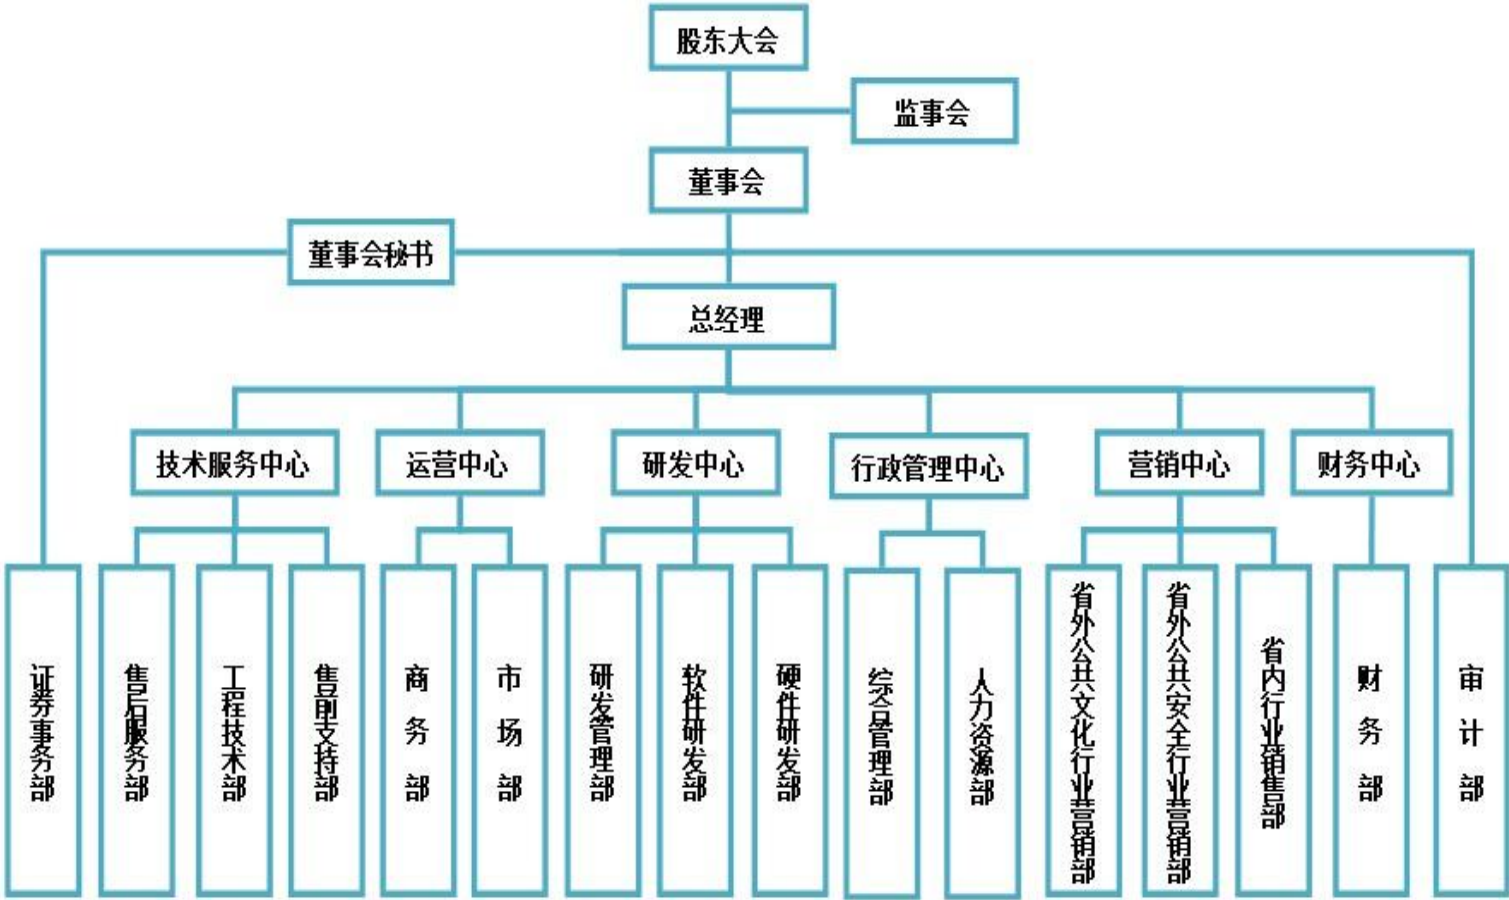 股东大会
监事会
董事会
董事会秘书
总经理
技术服务中心
运营中心
研发中心
行政管理中心
营销中心
财务中心
证券事务部
售后服务部
工程技术部
售前支持部
商务部
市场部
研发管理部
软件研发部
硬件研发部
综合管理部
人力资源部
省外公共文化行业营销部
省外公共安全行业营销部
省内行业销售部
财务部
审计部